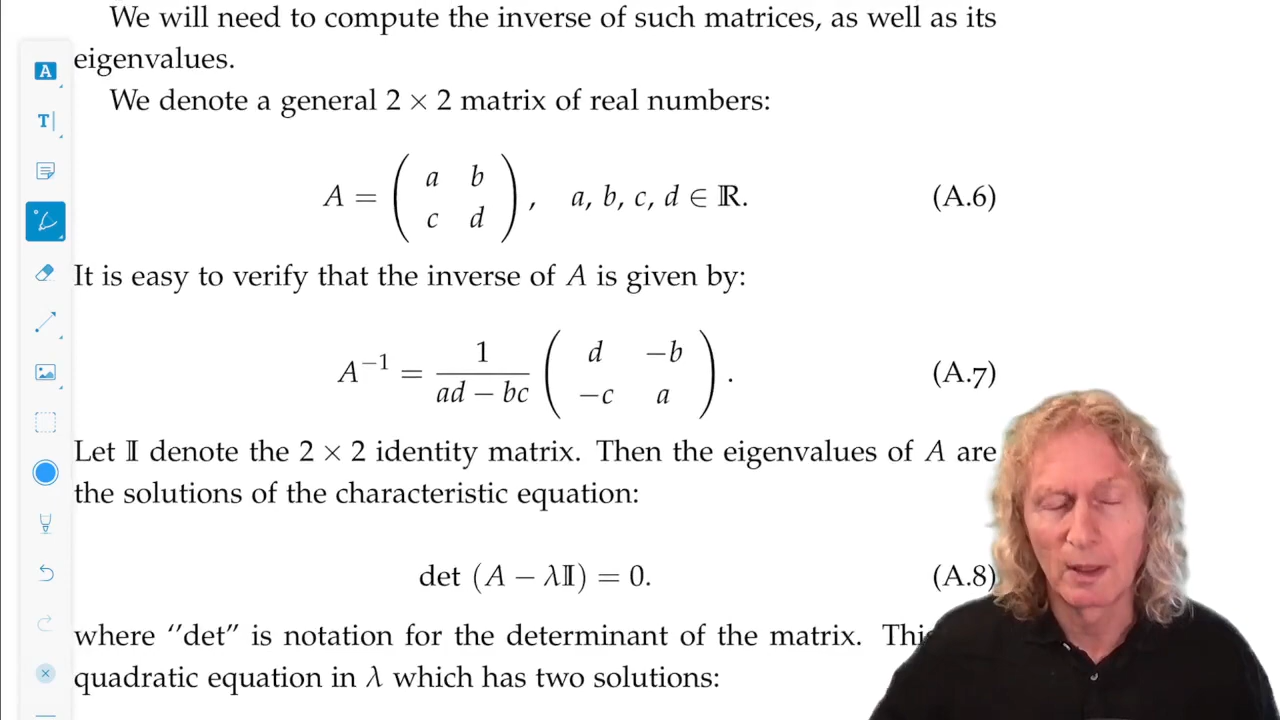 We will need to compute the inverse of such matrices, as well as its
eigenvalues.
We denote a general 2 × 2 matrix of real numbers:
A = ( a b
c d ), a, b, c, d ∈ ℝ. (A.6)
It is easy to verify that the inverse of A is given by:
A⁻¹ = 1/(ad − bc) ( d −b
−c a ). (A.7)
Let 𝕀 denote the 2 × 2 identity matrix. Then the eigenvalues of A are
the solutions of the characteristic equation:
det (A − λ𝕀) = 0. (A.8)
where ‘‘det” is notation for the determinant of the matrix.
quadratic equation in λ which has two solutions:
A
T